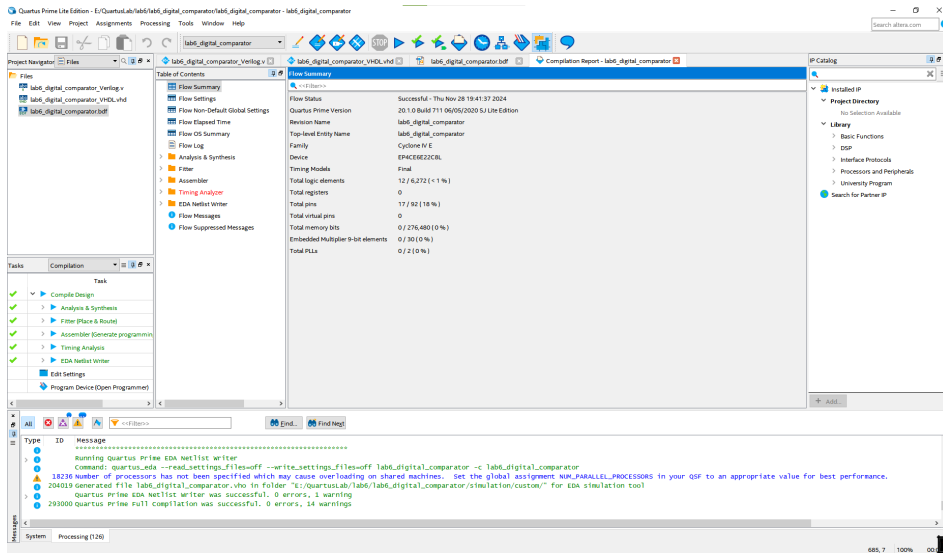 Quartus Prime Lite Edition - E:/QuartusLab/lab6/lab6_digital_comparator/lab6_digital_comparator - lab6_digital_comparator
File Edit View Project Assignments Processing Tools Window Help
Search altera.com
lab6_digital_comparator
STOP
Project Navigator Files
lab6_digital_comparator_Verilog.v
lab6_digital_comparator_VHDL.vhd
lab6_digital_comparator.bdf
Compilation Report - lab6_digital_comparator
IP Catalog
Files
lab6_digital_comparator_Verilog.v
lab6_digital_comparator_VHDL.vhd
lab6_digital_comparator.bdf
Table of Contents
Flow Summary
Flow Settings
Flow Non-Default Global Settings
Flow Elapsed Time
Flow OS Summary
Flow Log
Analysis & Synthesis
Fitter
Assembler
Timing Analyzer
EDA Netlist Writer
Flow Messages
Flow Suppressed Messages
Flow Summary
<<Filter>>
Flow Status Successful - Thu Nov 28 19:41:37 2024
Quartus Prime Version 20.1.0 Build 711 06/05/2020 SJ Lite Edition
Revision Name lab6_digital_comparator
Top-level Entity Name lab6_digital_comparator
Family Cyclone IV E
Device EP4CE6E22C8L
Timing Models Final
Total logic elements 12 / 6,272 ( < 1 % )
Total registers 0
Total pins 17 / 92 ( 18 % )
Total virtual pins 0
Total memory bits 0 / 276,480 ( 0 % )
Embedded Multiplier 9-bit elements 0 / 30 ( 0 % )
Total PLLs 0 / 2 ( 0 % )
Installed IP
Project Directory
No Selection Available
Library
Basic Functions
DSP
Interface Protocols
Processors and Peripherals
University Program
Search for Partner IP
+ Add...
Tasks Compilation
Task
Compile Design
Analysis & Synthesis
Fitter (Place & Route)
Assembler (Generate programmin
Timing Analysis
EDA Netlist Writer
Edit Settings
Program Device (Open Programmer)
All <<Filter>> Find... Find Next
Type ID Message
Running Quartus Prime EDA Netlist Writer
Command: quartus_eda --read_settings_files=off --write_settings_files=off lab6_digital_comparator -c lab6_digital_comparator
18236 Number of processors has not been specified which may cause overloading on shared machines. Set the global assignment NUM_PARALLEL_PROCESSORS in your QSF to an appropriate value for best performance.
204019 Generated file lab6_digital_comparator.vho in folder "E:/QuartusLab/lab6/lab6_digital_comparator/simulation/custom/" for EDA simulation tool
Quartus Prime EDA Netlist Writer was successful. 0 errors, 1 warning
293000 Quartus Prime Full Compilation was successful. 0 errors, 14 warnings
Messages
System Processing (126)
685, 7 100%